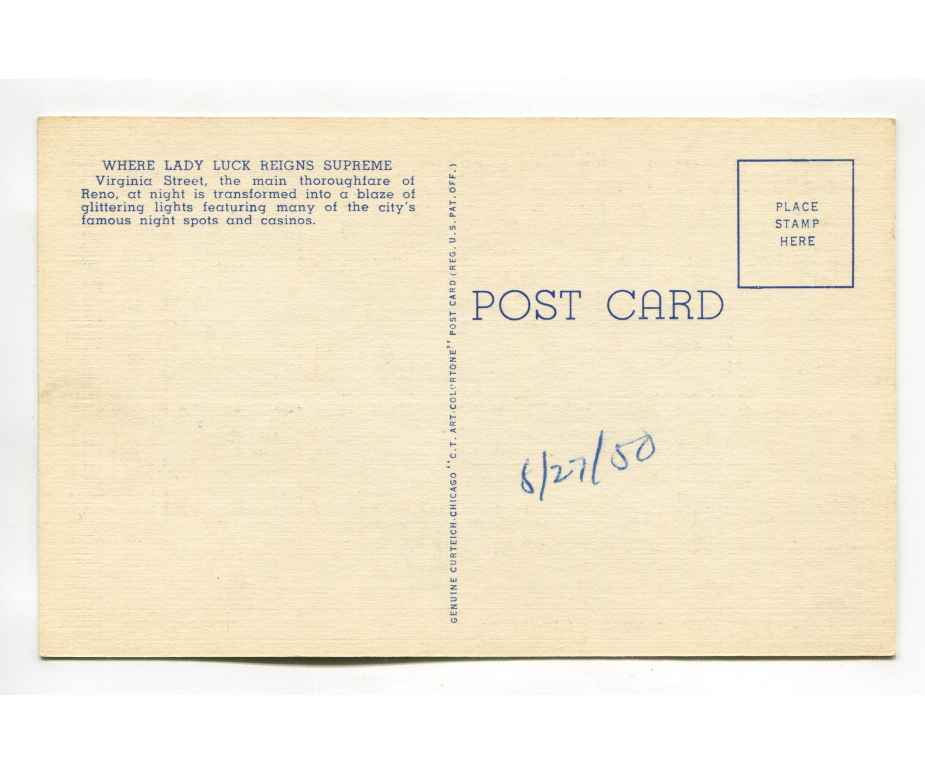 WHERE LADY LUCK REIGNS SUPREME
Virginia Street, the main thoroughfare of
Reno, at night is transformed into a blaze of
glittering lights featuring many of the city's
famous night spots and casinos.
GENUINE CURTEICH-CHICAGO "C.T. ART-COLORTONE" POST CARD (REG. U.S. PAT. OFF.)
PLACE
STAMP
HERE
POST CARD
8/27/50